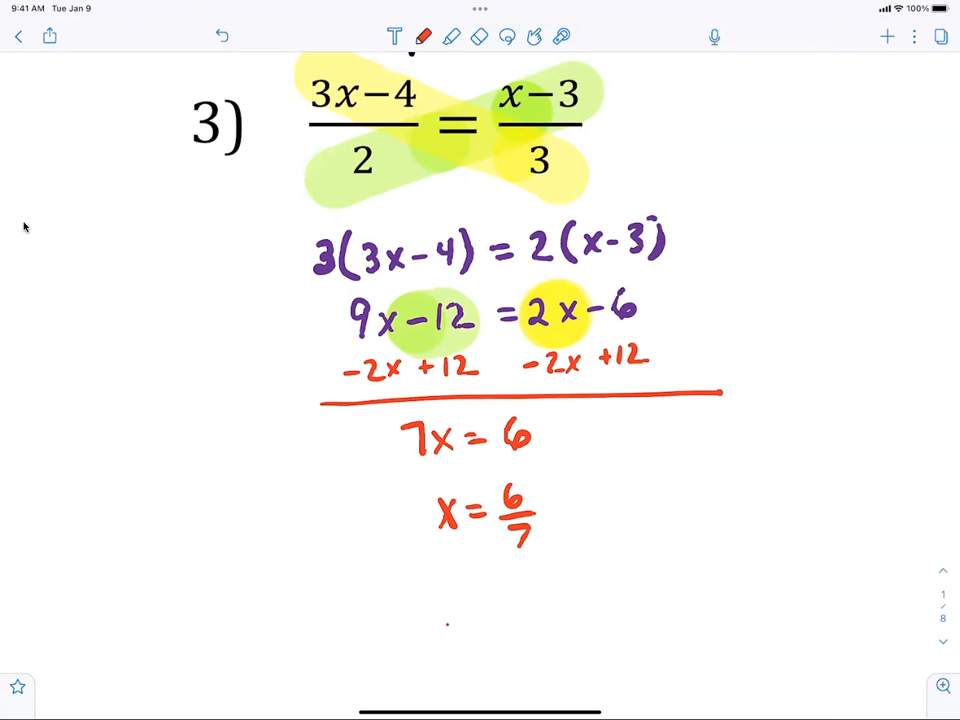 9:41 AM Tue Jan 9 100%
T
3) (3x−4)/2 = (x−3)/3
3(3x-4) = 2(x-3)
9x-12 = 2x-6
-2x +12 -2x +12
7x = 6
x = 6/7
1
/
8